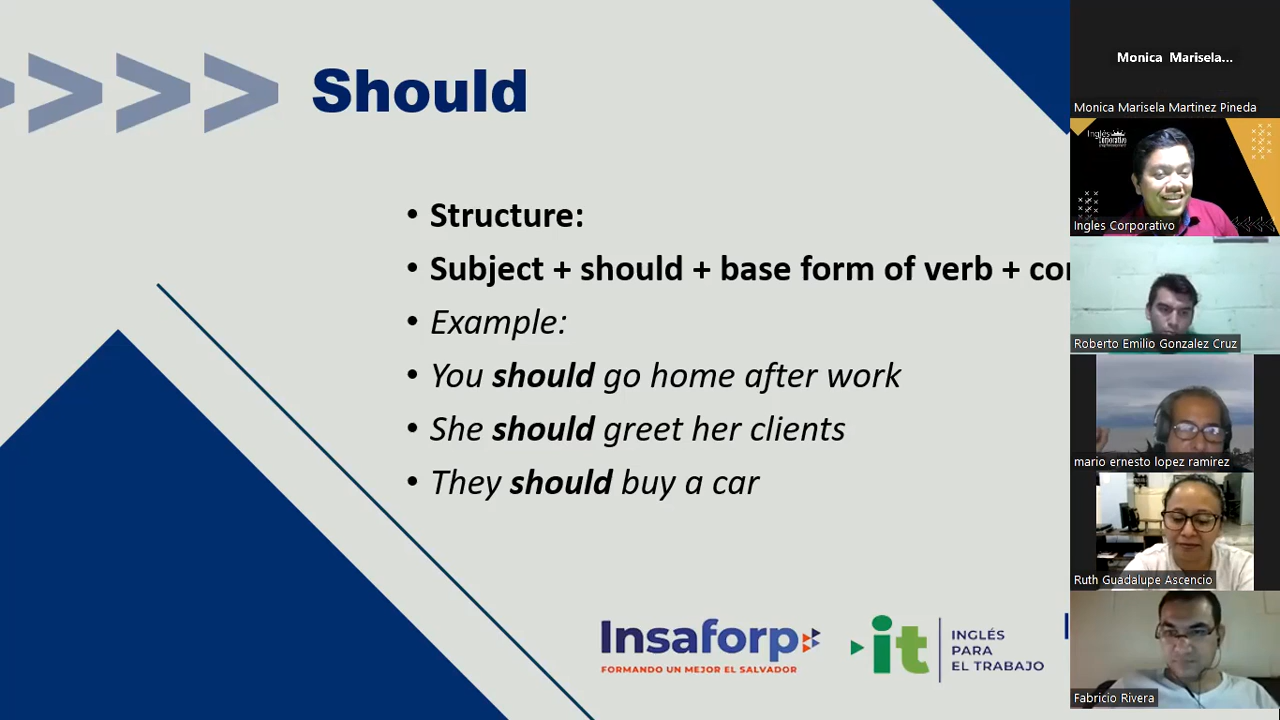 Should
• Structure:
• Subject + should + base form of verb + 
• Example:
• You should go home after work
• She should greet her clients
• They should buy a car
Insaforp
FORMANDO UN MEJOR EL SALVADOR
it
INGLÉS
PARA
EL TRABAJO
Monica Marisela...
Monica Marisela Martinez Pineda
Inglés
Corporativo
Ingles Corporativo
Roberto Emilio Gonzalez Cruz
mario ernesto lopez ramirez
Ruth Guadalupe Ascencio
Fabricio Rivera